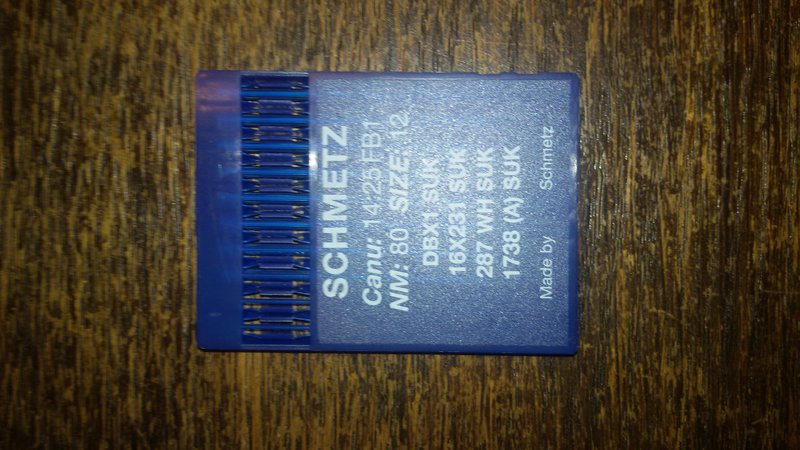 SCHMETZ
Canu: 14:25 FB1
NM: 80 SIZE: 12
DBX1 SUK
16X231 SUK
287 WH SUK
1738 (A) SUK
Made by Schmetz